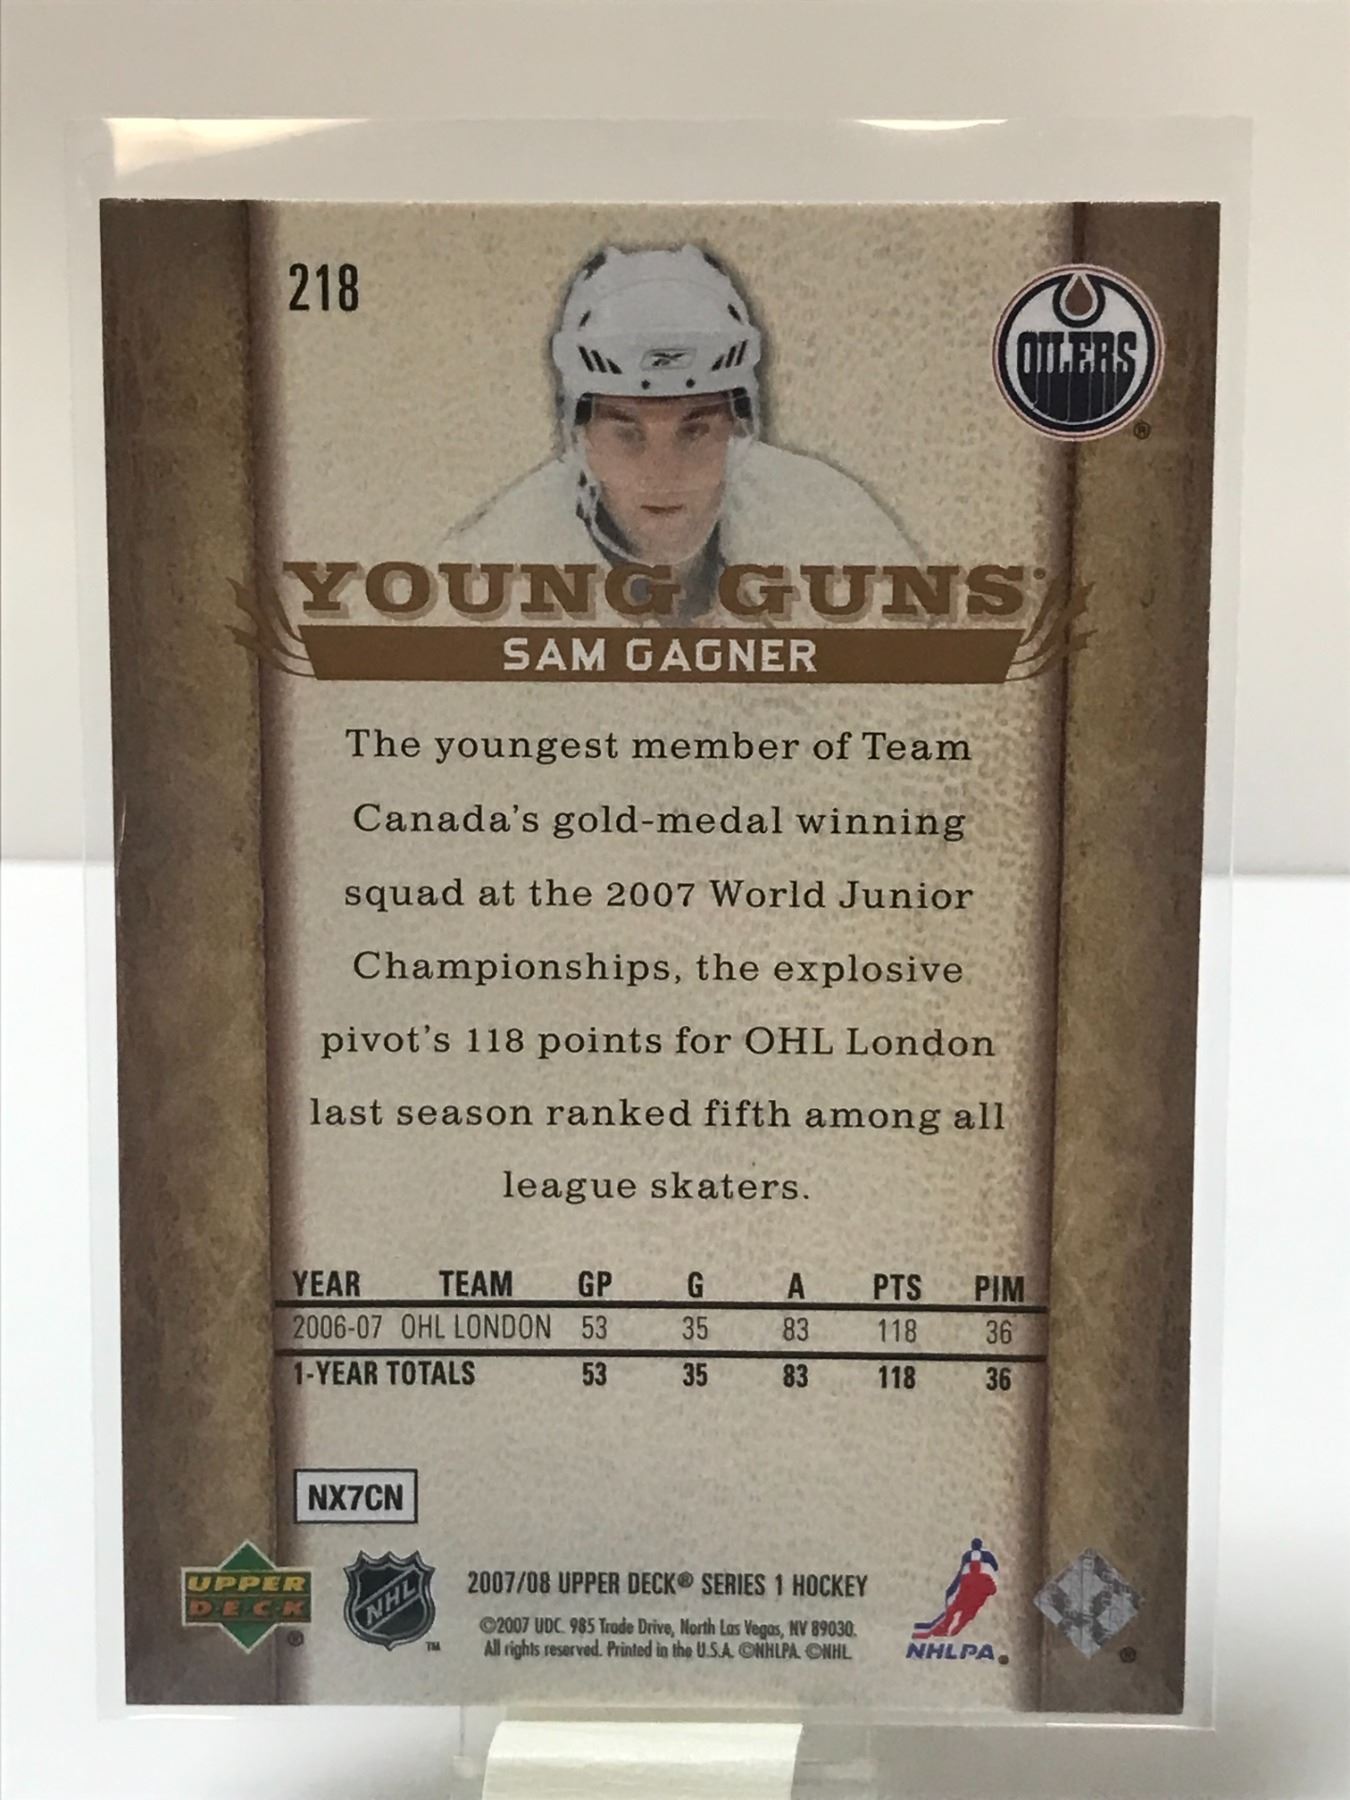 218
OILERS
®
YOUNG GUNS
SAM GAGNER
The youngest member of Team
Canada's gold-medal winning
squad at the 2007 World Junior
Championships, the explosive
pivot's 118 points for OHL London
last season ranked fifth among all
league skaters.
YEAR TEAM GP G A PTS PIM
2006-07 OHL LONDON 53 35 83 118 36
1-YEAR TOTALS 53 35 83 118 36
NX7CN
UPPER
DECK
®
NHL
™
2007/08 UPPER DECK® SERIES 1 HOCKEY
©2007 UDC. 985 Trade Drive, North Las Vegas, NV 89030.
All rights reserved. Printed in the U.S.A. ©NHLPA. ©NHL.
NHLPA®
®